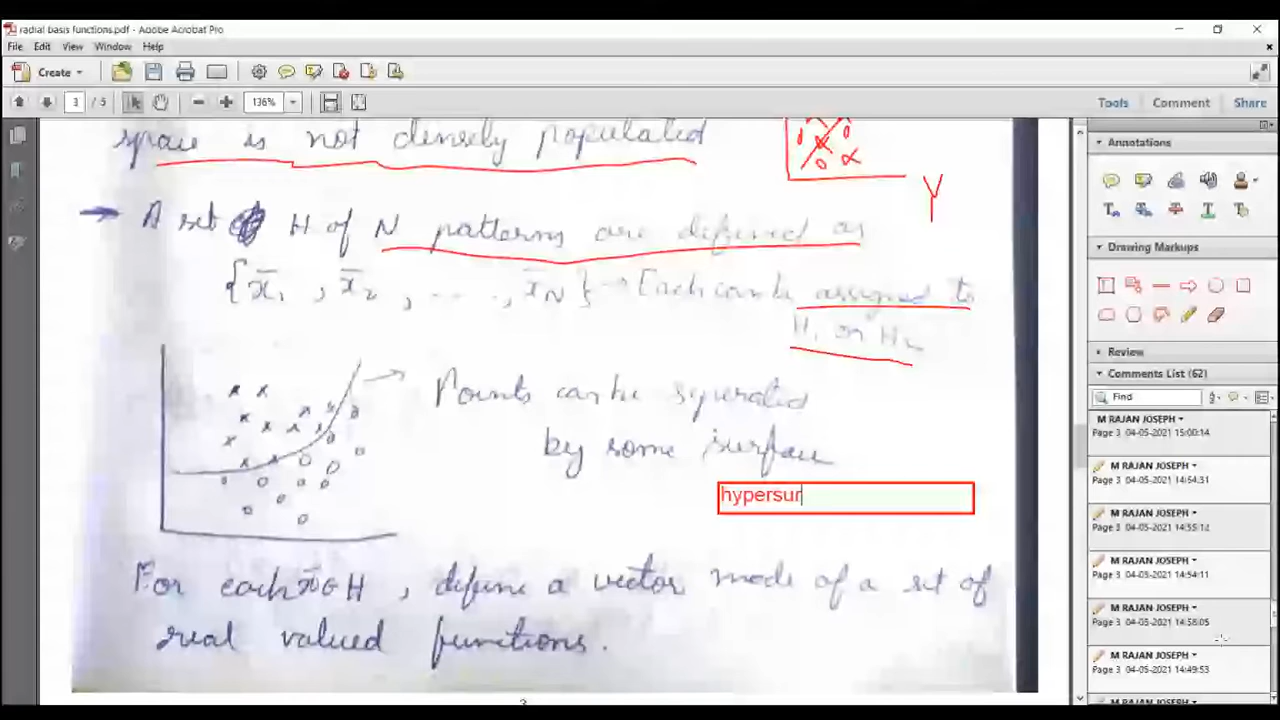 radial basis functions.pdf - Adobe Acrobat Pro
File Edit View Window Help
Create
3 / 5 136% Tools Comment Share
space is not densely populated
Y
A set H of N patterns are defined as
{x̄₁, x̄₂, ...., x̄N} → Each can be assigned to
H₁ or H₂
Points can be seperated
by some surface
hypersur
For each x̄ ∈ H, define a vector made of a set of
real valued functions.
3
Annotations
Drawing Markups
Review
Comments List (62)
Find
M RAJAN JOSEPH
Page 3 04-05-2021 15:00:14
M RAJAN JOSEPH
Page 3 04-05-2021 14:54:31
M RAJAN JOSEPH
Page 3 04-05-2021 14:55:12
M RAJAN JOSEPH
Page 3 04-05-2021 14:54:11
M RAJAN JOSEPH
Page 3 04-05-2021 14:58:05
M RAJAN JOSEPH
Page 3 04-05-2021 14:49:53
M RAJAN JOSEPH